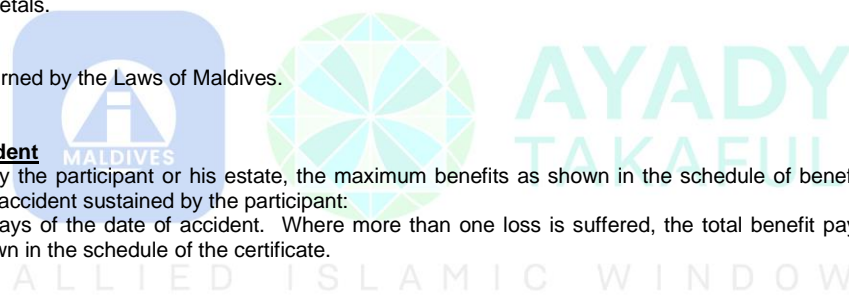 etals.
rned by the Laws of Maldives.
AYADY
TAKAFUL
MALDIVES
dent
y the participant or his estate, the maximum benefits as shown in the schedule of benef
accident sustained by the participant:
ays of the date of accident. Where more than one loss is suffered, the total benefit pay
wn in the schedule of the certificate.
ALLIED ISLAMIC WINDOW